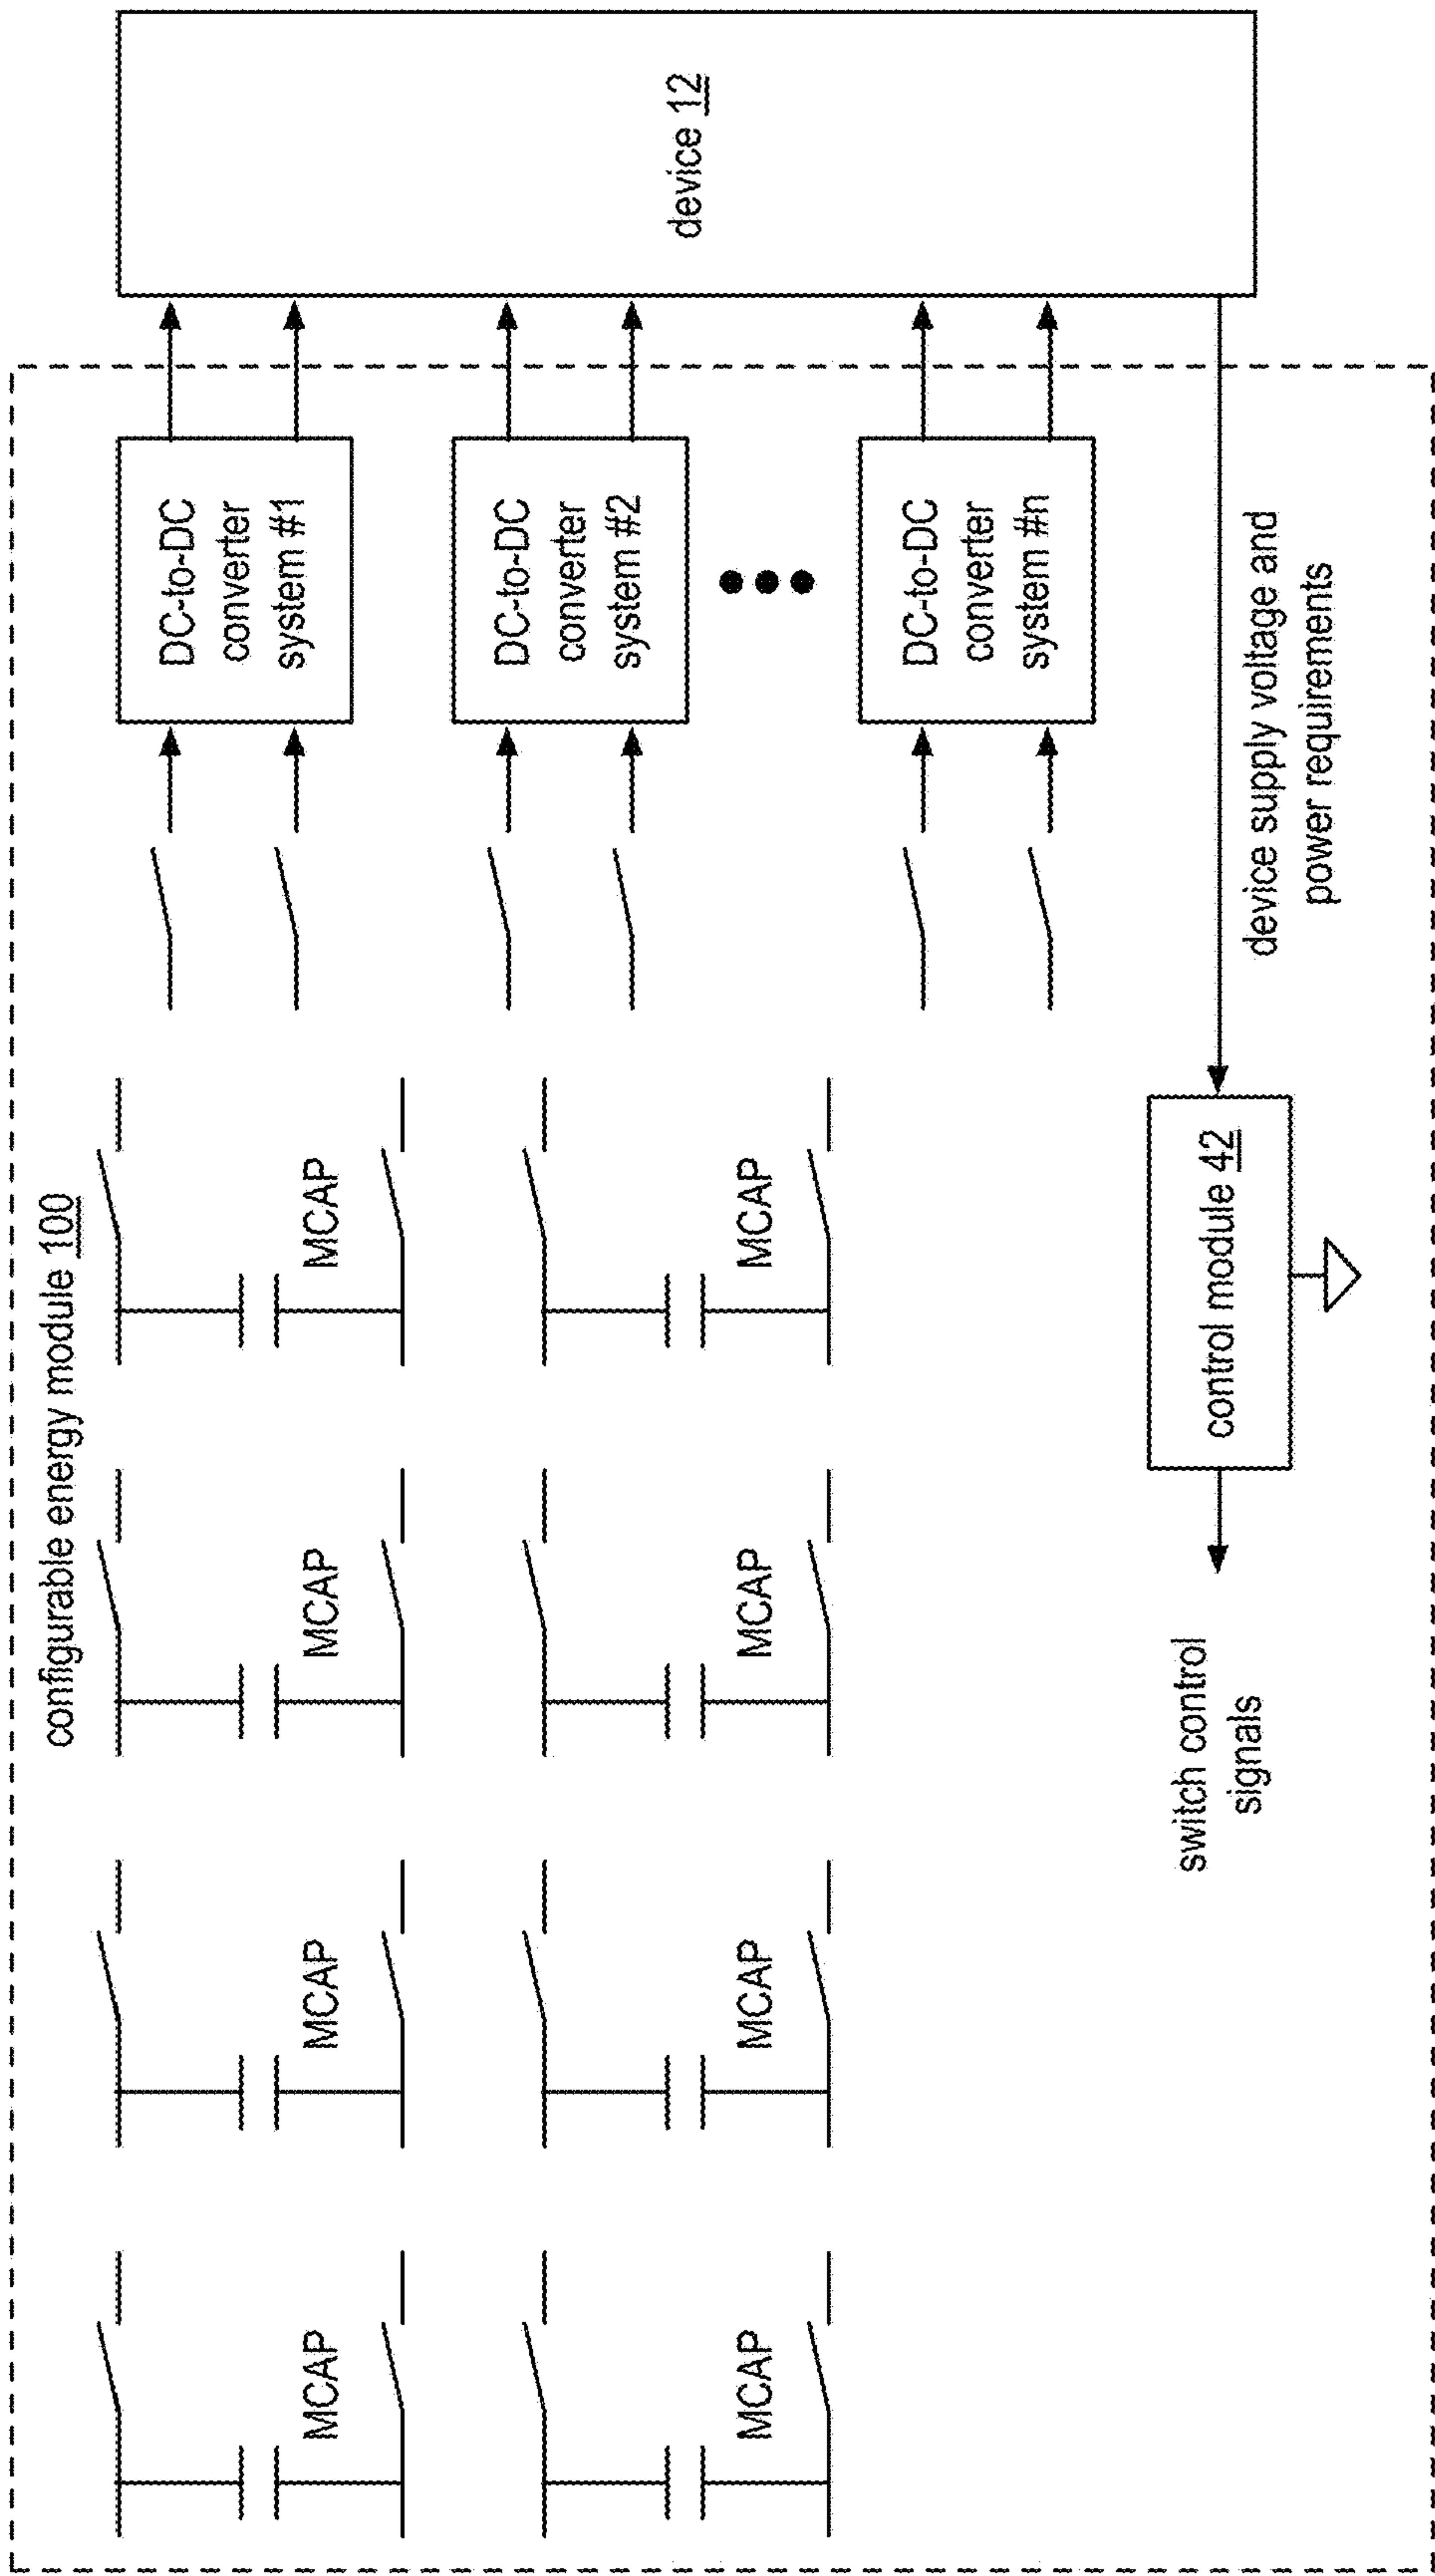 configurable energy module 100
MCAP
MCAP
MCAP
MCAP
MCAP
MCAP
MCAP
MCAP
DC-to-DC
converter
system #1
DC-to-DC
converter
system #2
DC-to-DC
converter
system #n
device 12
switch control
signals
control module 42
device supply voltage and
power requirements